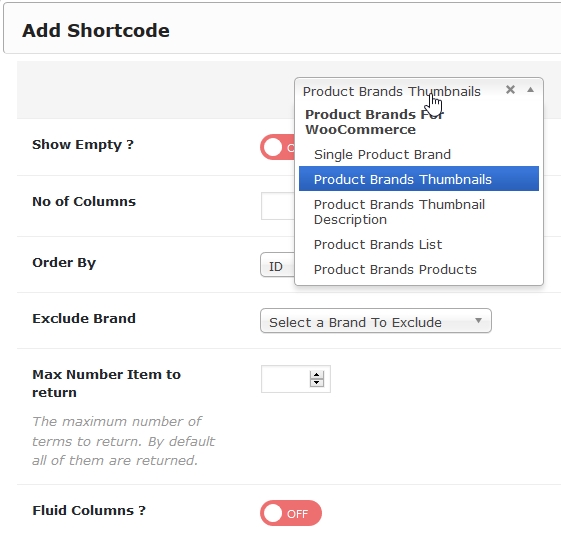 Add Shortcode
Product Brands Thumbnails
Product Brands For
WooCommerce
Show Empty ?
Single Product Brand
Product Brands Thumbnails
No of Columns
Product Brands Thumbnail
Description
Product Brands List
Order By
ID
Product Brands Products
Exclude Brand
Select a Brand To Exclude
Max Number Item to
return
The maximum number of
terms to return. By default
all of them are returned.
Fluid Columns ?
OFF